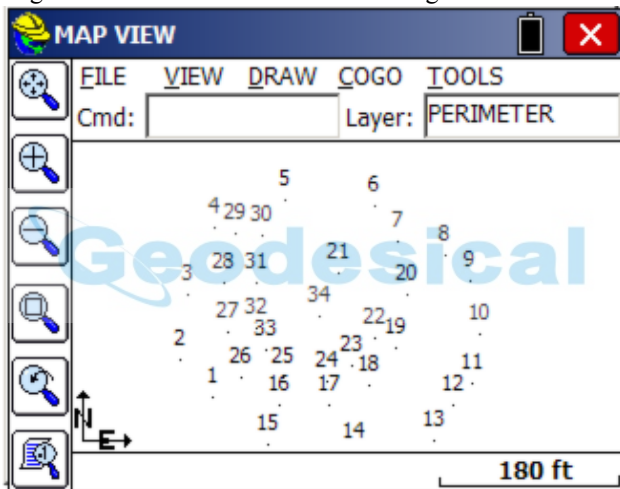 MAP VIEW
FILE VIEW DRAW COGO TOOLS
Cmd: Layer: PERIMETER
5 6
4 29 30 7
8
Geodesical
3 28 31 21 20 9
34
27 32 22 19 10
33
2 23
26 25 24 18 11
1 16 17 12
15 14 13
N
E
180 ft